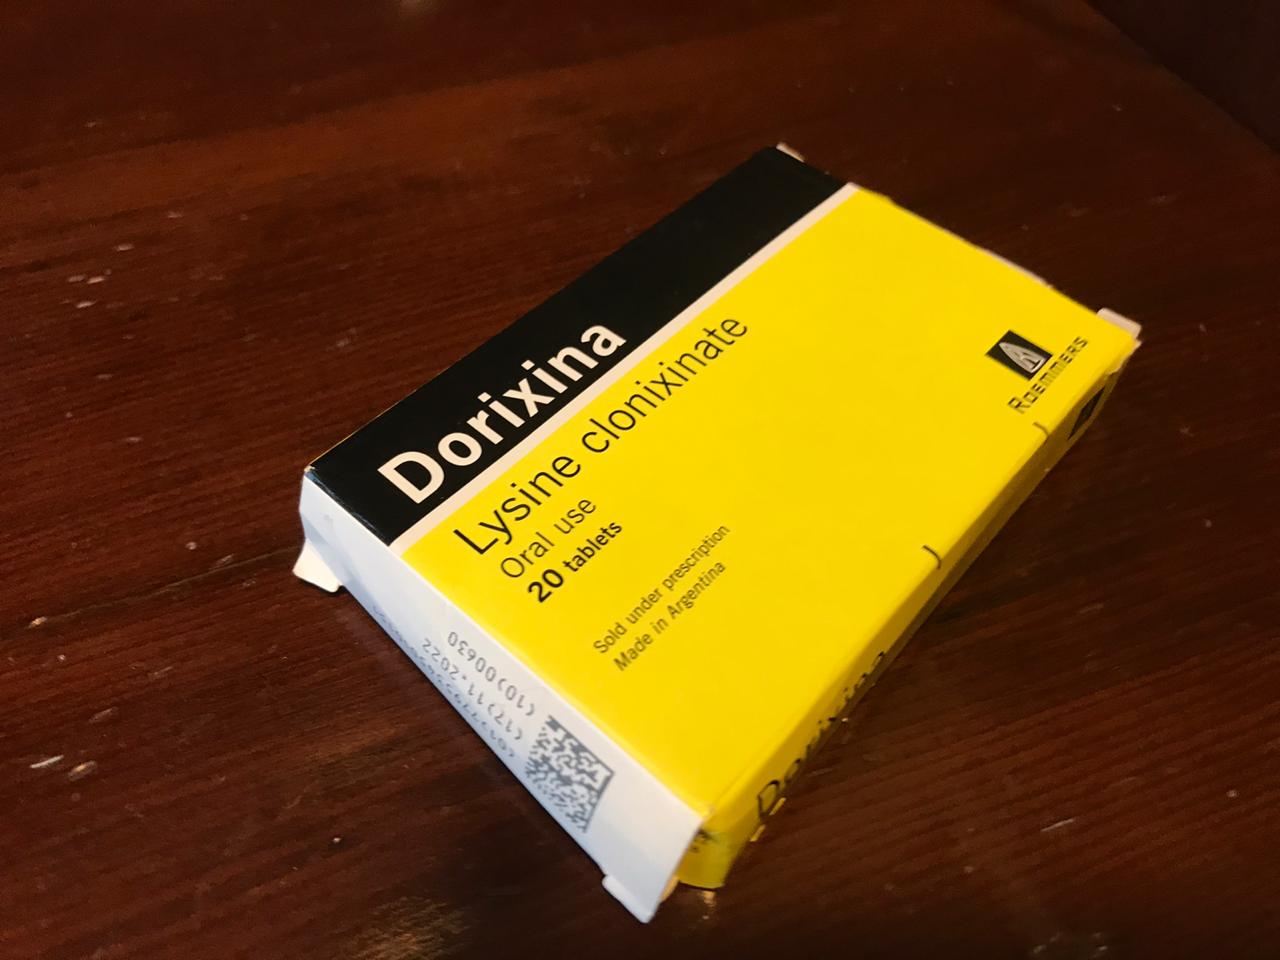 Dorixina
Lysine clonixinate
Oral use
20 tablets
Sold under prescription
Made in Argentina
ROEMMERS
Dorixina
(17)11.2022
(10)00630